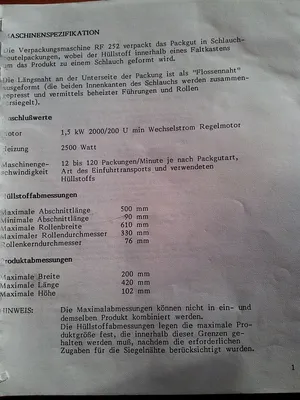 MASCHINENSPEZIFIKATION
Die Verpackungsmaschine RF 252 verpackt das Packgut in Schlauch-
beutelpackungen, wobei der Hüllstoff innerhalb eines Faltkastens
um das Produkt zu einem Schlauch geformt wird.
Die Längsnaht an der Unterseite der Packung ist als "Flossennaht"
ausgeformt (die beiden Innenkanten des Schlauchs werden zusammen-
gepresst und vermittels beheizter Führungen und Rollen
versiegelt).
Anschlußwerte
Motor 1,5 kW 2000/200 U min Wechselstrom Regelmotor
Heizung 2500 Watt
Maschinenge- 12 bis 120 Packungen/Minute je nach Packgutart,
schwindigkeit Art des Einfuhrtransports und verwendeten
Hüllstoffs
Hüllstoffabmessungen
Maximale Abschnittlänge 500 mm
Minimale Abschnittlänge 90 mm
Maximale Rollenbreite 610 mm
Maximaler Rollendurchmesser 330 mm
Rollenkerndurchmesser 76 mm
Produktabmessungen
Maximale Breite 200 mm
Maximale Länge 420 mm
Maximale Höhe 102 mm
HINWEIS: Die Maximalabmessungen können nicht in ein- und
demselben Produkt kombiniert werden.
Die Hüllstoffabmessungen legen die maximale Pro-
duktgröße fest, die innerhalb dieser Grenzen ge-
halten werden muß, nachdem die erforderlichen
Zugaben für die Siegelnähte berücksichtigt wurden.
1